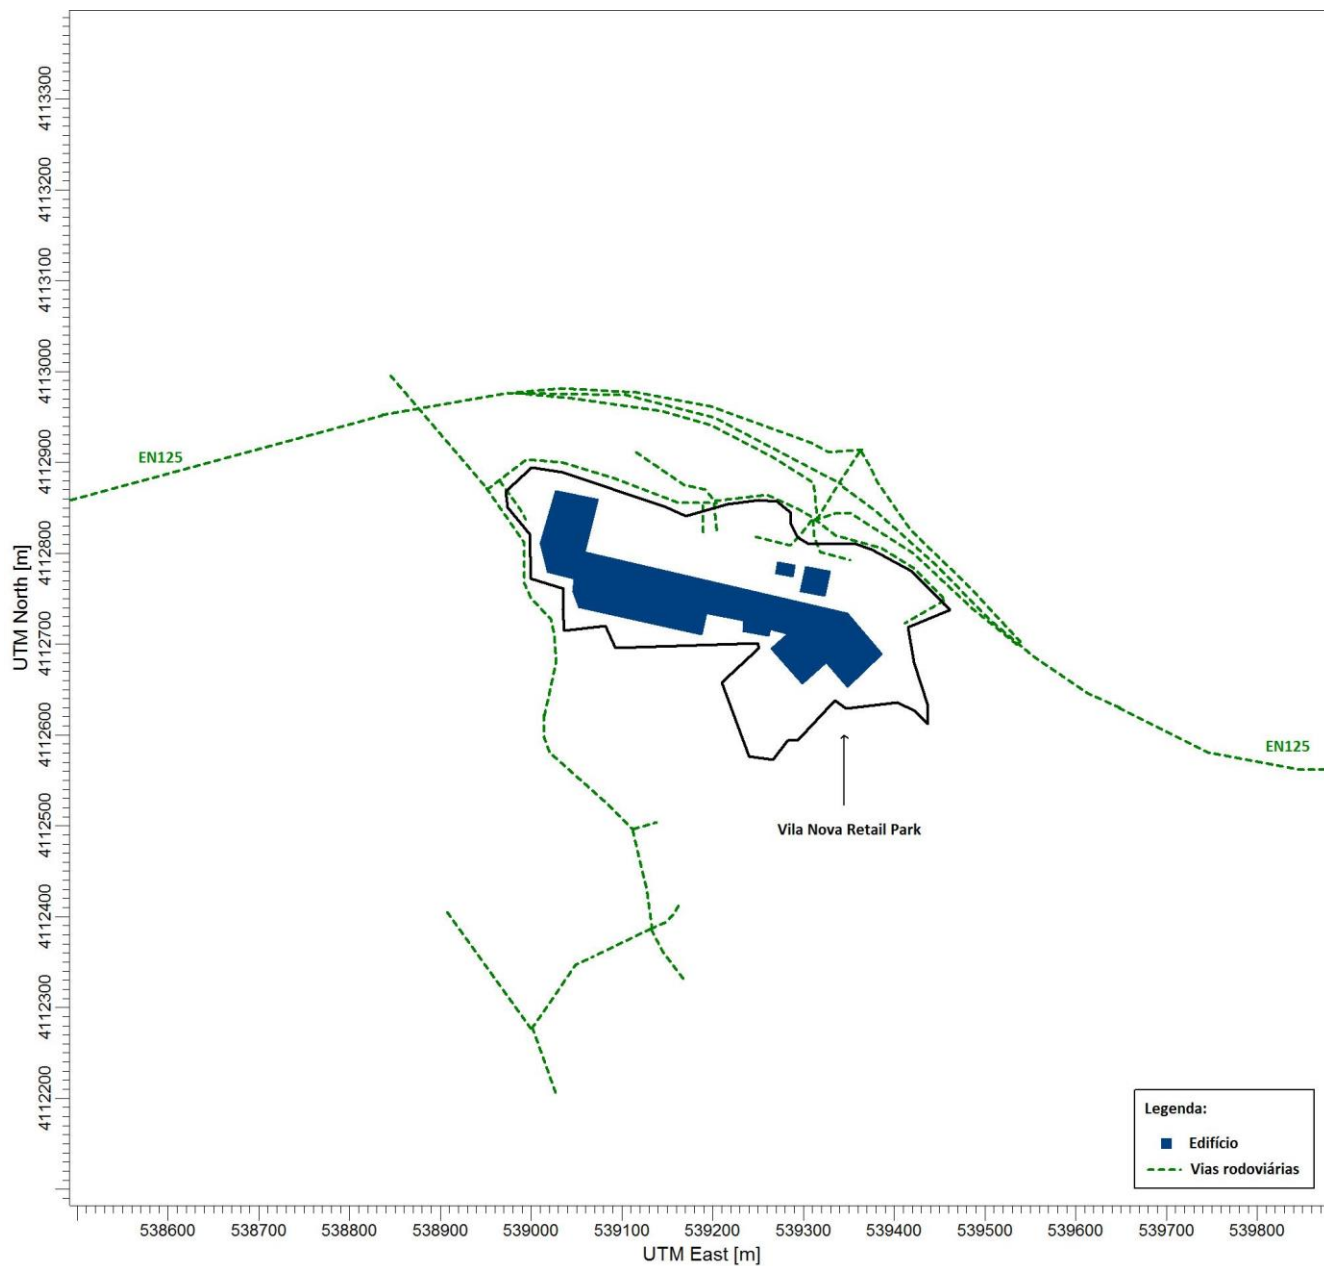 4113300
4113200
4113100
4113000
4112900
4112800
4112700
4112600
4112500
4112400
4112300
4112200
UTM North [m]
EN125
EN125
Vila Nova Retail Park
Legenda:
Edifício
Vias rodoviárias
538600 538700 538800 538900 539000 539100 539200 539300 539400 539500 539600 539700 539800
UTM East [m]